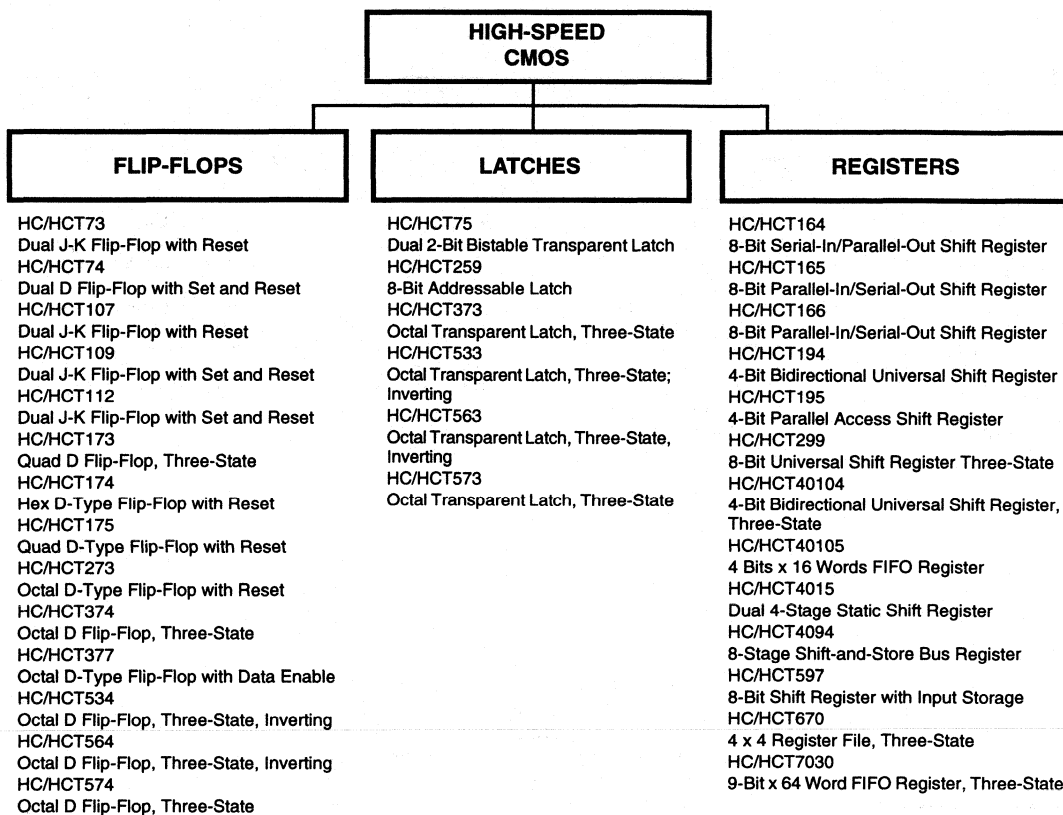 HIGH-SPEED
CMOS
FLIP-FLOPS
HC/HCT73
Dual J-K Flip-Flop with Reset
HC/HCT74
Dual D Flip-Flop with Set and Reset
HC/HCT107
Dual J-K Flip-Flop with Reset
HC/HCT109
Dual J-K Flip-Flop with Set and Reset
HC/HCT112
Dual J-K Flip-Flop with Set and Reset
HC/HCT173
Quad D Flip-Flop, Three-State
HC/HCT174
Hex D-Type Flip-Flop with Reset
HC/HCT175
Quad D-Type Flip-Flop with Reset
HC/HCT273
Octal D-Type Flip-Flop with Reset
HC/HCT374
Octal D Flip-Flop, Three-State
HC/HCT377
Octal D-Type Flip-Flop with Data Enable
HC/HCT534
Octal D Flip-Flop, Three-State, Inverting
HC/HCT564
Octal D Flip-Flop, Three-State, Inverting
HC/HCT574
Octal D Flip-Flop, Three-State
LATCHES
HC/HCT75
Dual 2-Bit Bistable Transparent Latch
HC/HCT259
8-Bit Addressable Latch
HC/HCT373
Octal Transparent Latch, Three-State
HC/HCT533
Octal Transparent Latch, Three-State;
Inverting
HC/HCT563
Octal Transparent Latch, Three-State,
Inverting
HC/HCT573
Octal Transparent Latch, Three-State
REGISTERS
HC/HCT164
8-Bit Serial-In/Parallel-Out Shift Register
HC/HCT165
8-Bit Parallel-In/Serial-Out Shift Register
HC/HCT166
8-Bit Parallel-In/Serial-Out Shift Register
HC/HCT194
4-Bit Bidirectional Universal Shift Register
HC/HCT195
4-Bit Parallel Access Shift Register
HC/HCT299
8-Bit Universal Shift Register Three-State
HC/HCT40104
4-Bit Bidirectional Universal Shift Register,
Three-State
HC/HCT40105
4 Bits x 16 Words FIFO Register
HC/HCT4015
Dual 4-Stage Static Shift Register
HC/HCT4094
8-Stage Shift-and-Store Bus Register
HC/HCT597
8-Bit Shift Register with Input Storage
HC/HCT670
4 x 4 Register File, Three-State
HC/HCT7030
9-Bit x 64 Word FIFO Register, Three-State